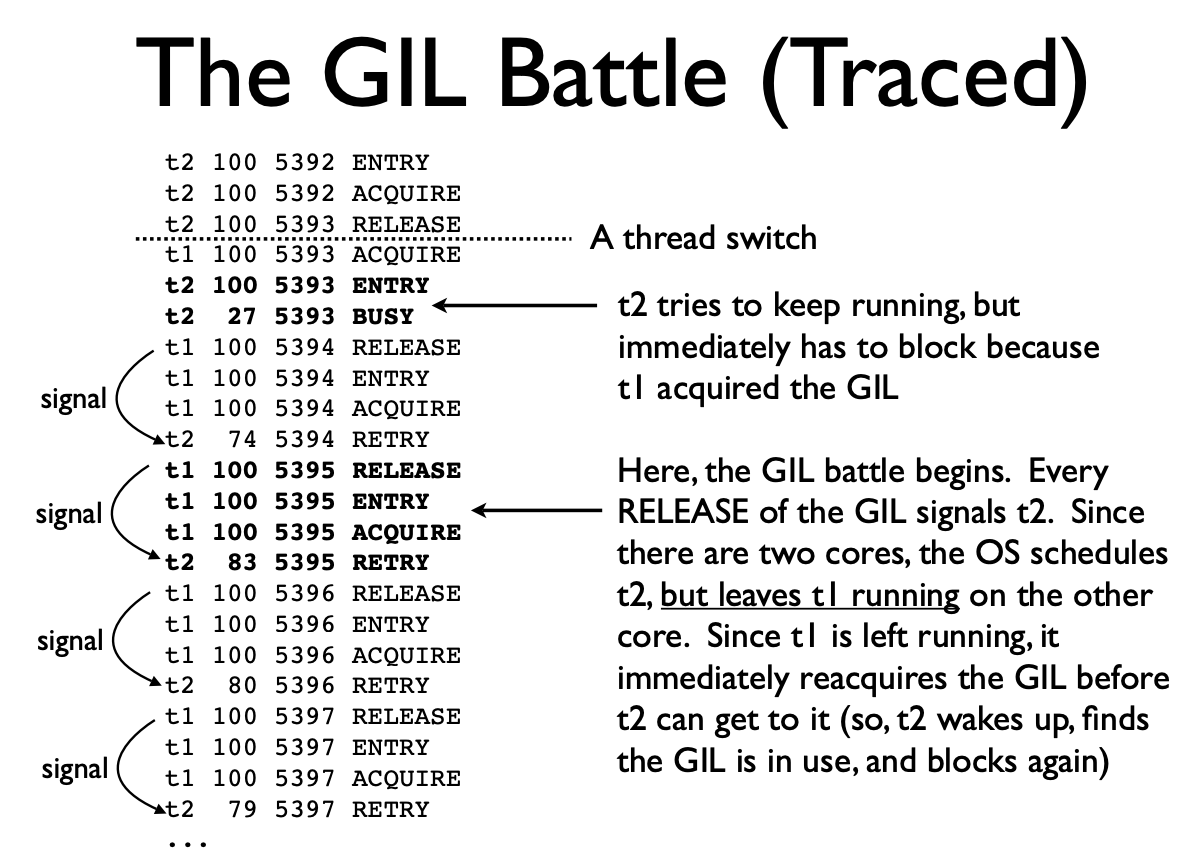 The GIL Battle (Traced)
t2 100 5392 ENTRY
t2 100 5392 ACQUIRE
t2 100 5393 RELEASE
A thread switch
t1 100 5393 ACQUIRE
t2 100 5393 ENTRY
t2  27 5393 BUSY
t2 tries to keep running, but
immediately has to block because
t1 acquired the GIL
t1 100 5394 RELEASE
t1 100 5394 ENTRY
signal
t1 100 5394 ACQUIRE
t2  74 5394 RETRY
t1 100 5395 RELEASE
t1 100 5395 ENTRY
signal
t1 100 5395 ACQUIRE
t2  83 5395 RETRY
Here, the GIL battle begins.  Every
RELEASE of the GIL signals t2.  Since
there are two cores, the OS schedules
t2, but leaves t1 running on the other
core.  Since t1 is left running, it
immediately reacquires the GIL before
t2 can get to it (so, t2 wakes up, finds
the GIL is in use, and blocks again)
t1 100 5396 RELEASE
t1 100 5396 ENTRY
signal
t1 100 5396 ACQUIRE
t2  80 5396 RETRY
t1 100 5397 RELEASE
t1 100 5397 ENTRY
signal
t1 100 5397 ACQUIRE
t2  79 5397 RETRY
...